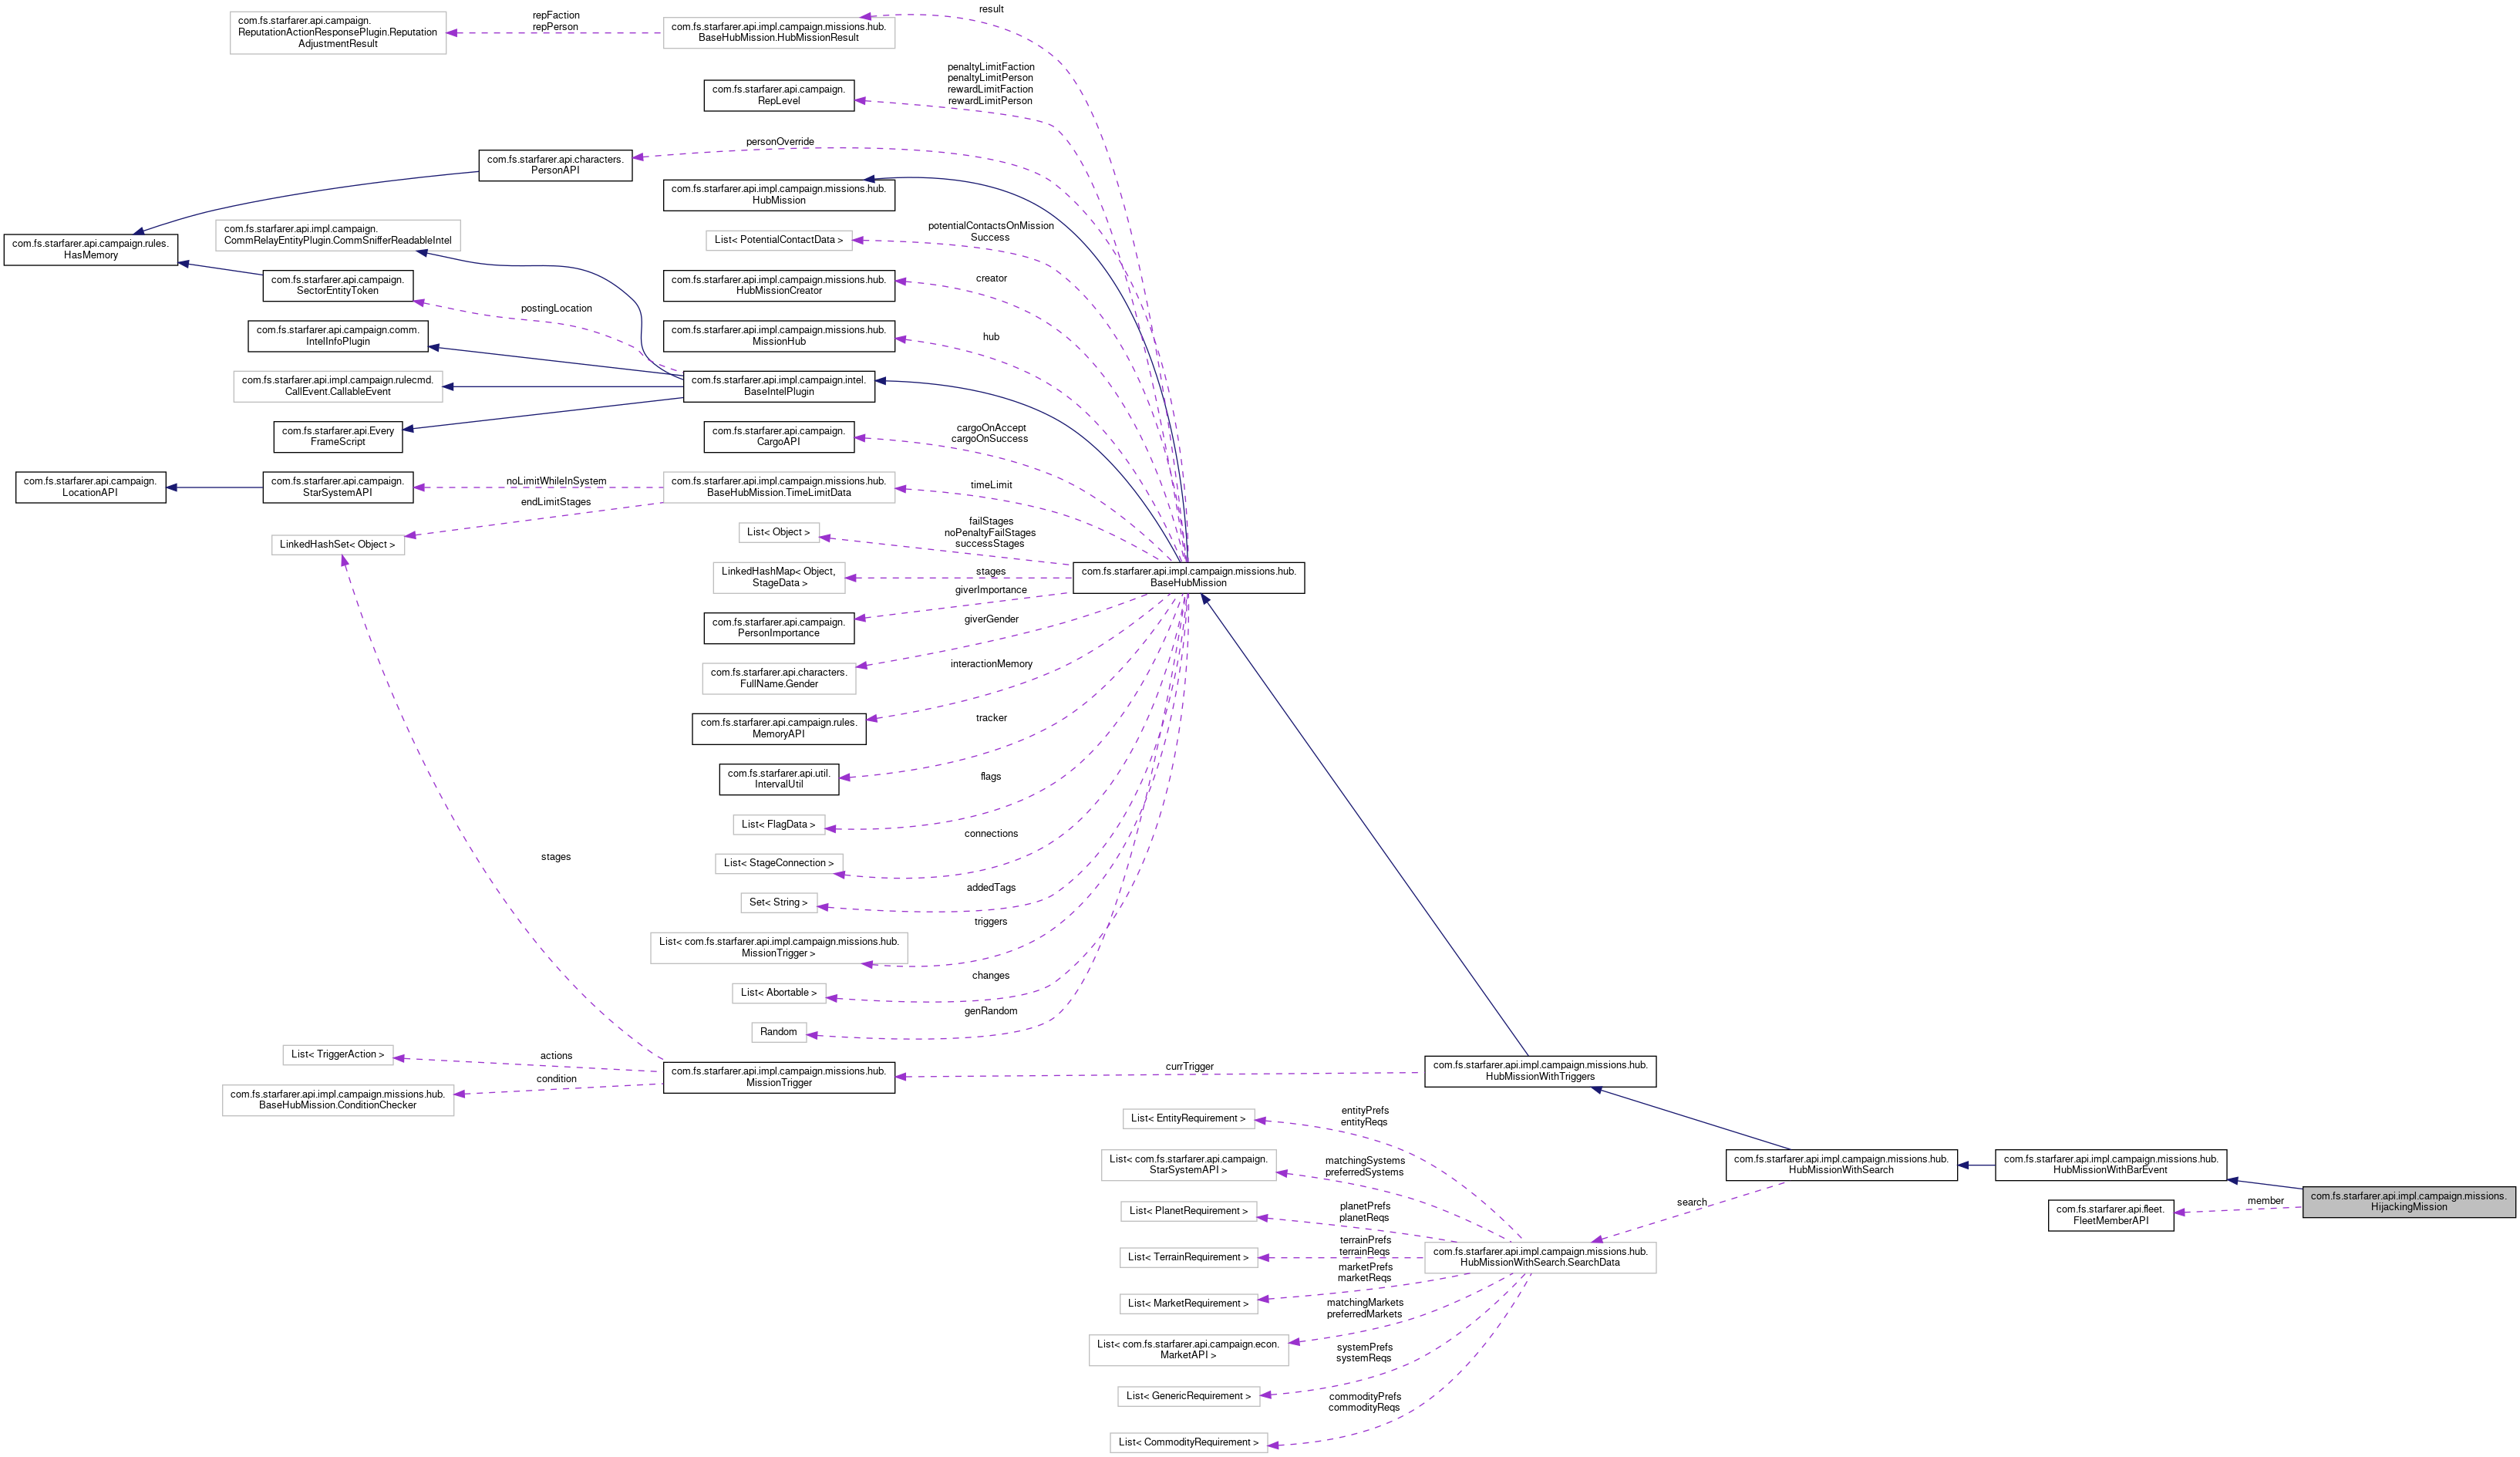 result
com.fs.starfarer.api.campaign.
ReputationActionResponsePlugin.Reputation
AdjustmentResult
repFaction
repPerson
com.fs.starfarer.api.impl.campaign.missions.hub.
BaseHubMission.HubMissionResult
penaltyLimitFaction
penaltyLimitPerson
rewardLimitFaction
rewardLimitPerson
com.fs.starfarer.api.campaign.
RepLevel
personOverride
com.fs.starfarer.api.characters.
PersonAPI
com.fs.starfarer.api.impl.campaign.missions.hub.
HubMission
com.fs.starfarer.api.campaign.rules.
HasMemory
com.fs.starfarer.api.impl.campaign.
CommRelayEntityPlugin.CommSnifferReadableIntel
List< PotentialContactData >
potentialContactsOnMission
Success
com.fs.starfarer.api.campaign.
SectorEntityToken
com.fs.starfarer.api.impl.campaign.missions.hub.
HubMissionCreator
creator
postingLocation
com.fs.starfarer.api.campaign.comm.
IntelInfoPlugin
com.fs.starfarer.api.impl.campaign.missions.hub.
MissionHub
hub
com.fs.starfarer.api.impl.campaign.rulecmd.
CallEvent.CallableEvent
com.fs.starfarer.api.impl.campaign.intel.
BaseIntelPlugin
com.fs.starfarer.api.Every
FrameScript
com.fs.starfarer.api.campaign.
CargoAPI
cargoOnAccept
cargoOnSuccess
com.fs.starfarer.api.campaign.
LocationAPI
com.fs.starfarer.api.campaign.
StarSystemAPI
noLimitWhileInSystem
endLimitStages
com.fs.starfarer.api.impl.campaign.missions.hub.
BaseHubMission.TimeLimitData
timeLimit
LinkedHashSet< Object >
List< Object >
failStages
noPenaltyFailStages
successStages
LinkedHashMap< Object,
StageData >
stages
com.fs.starfarer.api.impl.campaign.missions.hub.
BaseHubMission
giverImportance
com.fs.starfarer.api.campaign.
PersonImportance
giverGender
com.fs.starfarer.api.characters.
FullName.Gender
interactionMemory
com.fs.starfarer.api.campaign.rules.
MemoryAPI
tracker
com.fs.starfarer.api.util.
IntervalUtil
flags
List< FlagData >
connections
List< StageConnection >
stages
addedTags
Set< String >
triggers
List< com.fs.starfarer.api.impl.campaign.missions.hub.
MissionTrigger >
changes
List< Abortable >
genRandom
Random
List< TriggerAction >
actions
condition
com.fs.starfarer.api.impl.campaign.missions.hub.
BaseHubMission.ConditionChecker
com.fs.starfarer.api.impl.campaign.missions.hub.
MissionTrigger
currTrigger
com.fs.starfarer.api.impl.campaign.missions.hub.
HubMissionWithTriggers
List< EntityRequirement >
entityPrefs
entityReqs
List< com.fs.starfarer.api.campaign.
StarSystemAPI >
matchingSystems
preferredSystems
com.fs.starfarer.api.impl.campaign.missions.hub.
HubMissionWithSearch
com.fs.starfarer.api.impl.campaign.missions.hub.
HubMissionWithBarEvent
com.fs.starfarer.api.impl.campaign.missions.
HijackingMission
member
com.fs.starfarer.api.fleet.
FleetMemberAPI
search
List< PlanetRequirement >
planetPrefs
planetReqs
List< TerrainRequirement >
terrainPrefs
terrainReqs
com.fs.starfarer.api.impl.campaign.missions.hub.
HubMissionWithSearch.SearchData
List< MarketRequirement >
marketPrefs
marketReqs
List< com.fs.starfarer.api.campaign.econ.
MarketAPI >
matchingMarkets
preferredMarkets
List< GenericRequirement >
systemPrefs
systemReqs
List< CommodityRequirement >
commodityPrefs
commodityReqs